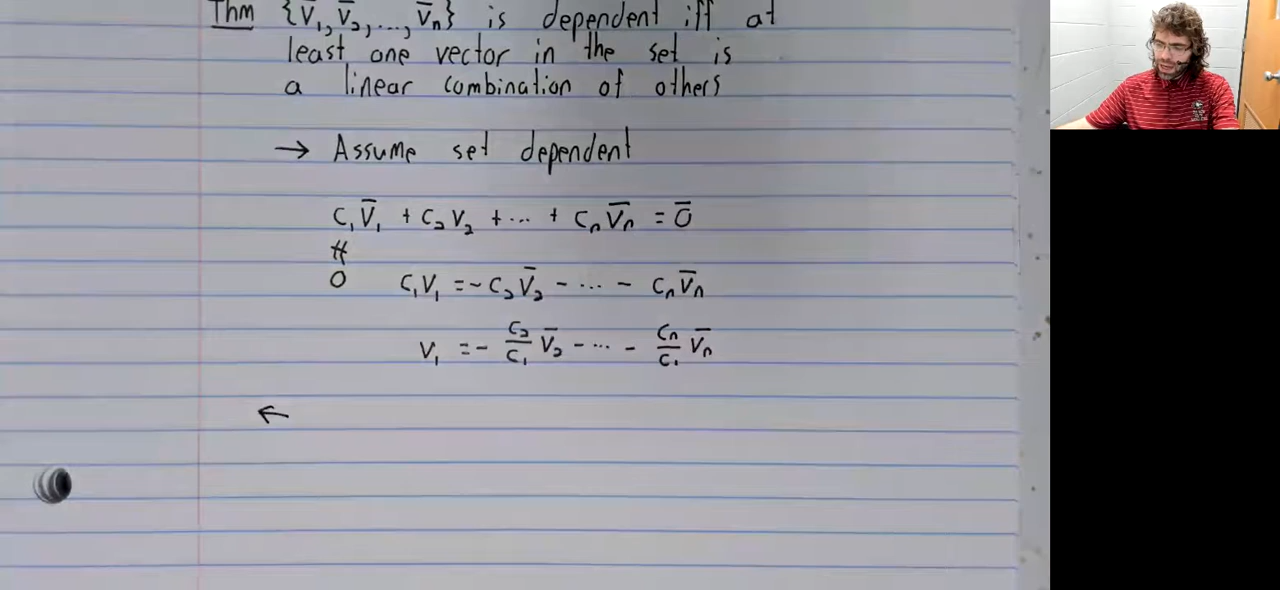 Thm {V̄₁, V̄₂, ..., V̄ₙ} is dependent iff at
least one vector in the set is
a linear combination of others
→ Assume set dependent
C₁V̄₁ + C₂V₂ + ... + CₙV̄ₙ = 0̄
≠
0 C₁V₁ = - C₂V̄₂ - ... - CₙV̄ₙ
V₁ = - C₂/C₁ V̄₂ - ... - Cₙ/C₁ V̄ₙ
←